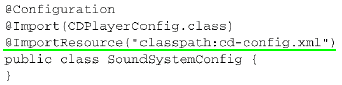 @Configuration
@Import(CDPlayerConfig.class)
@ImportResource("classpath:cd-config.xml")
public class SoundSystemConfig {
}